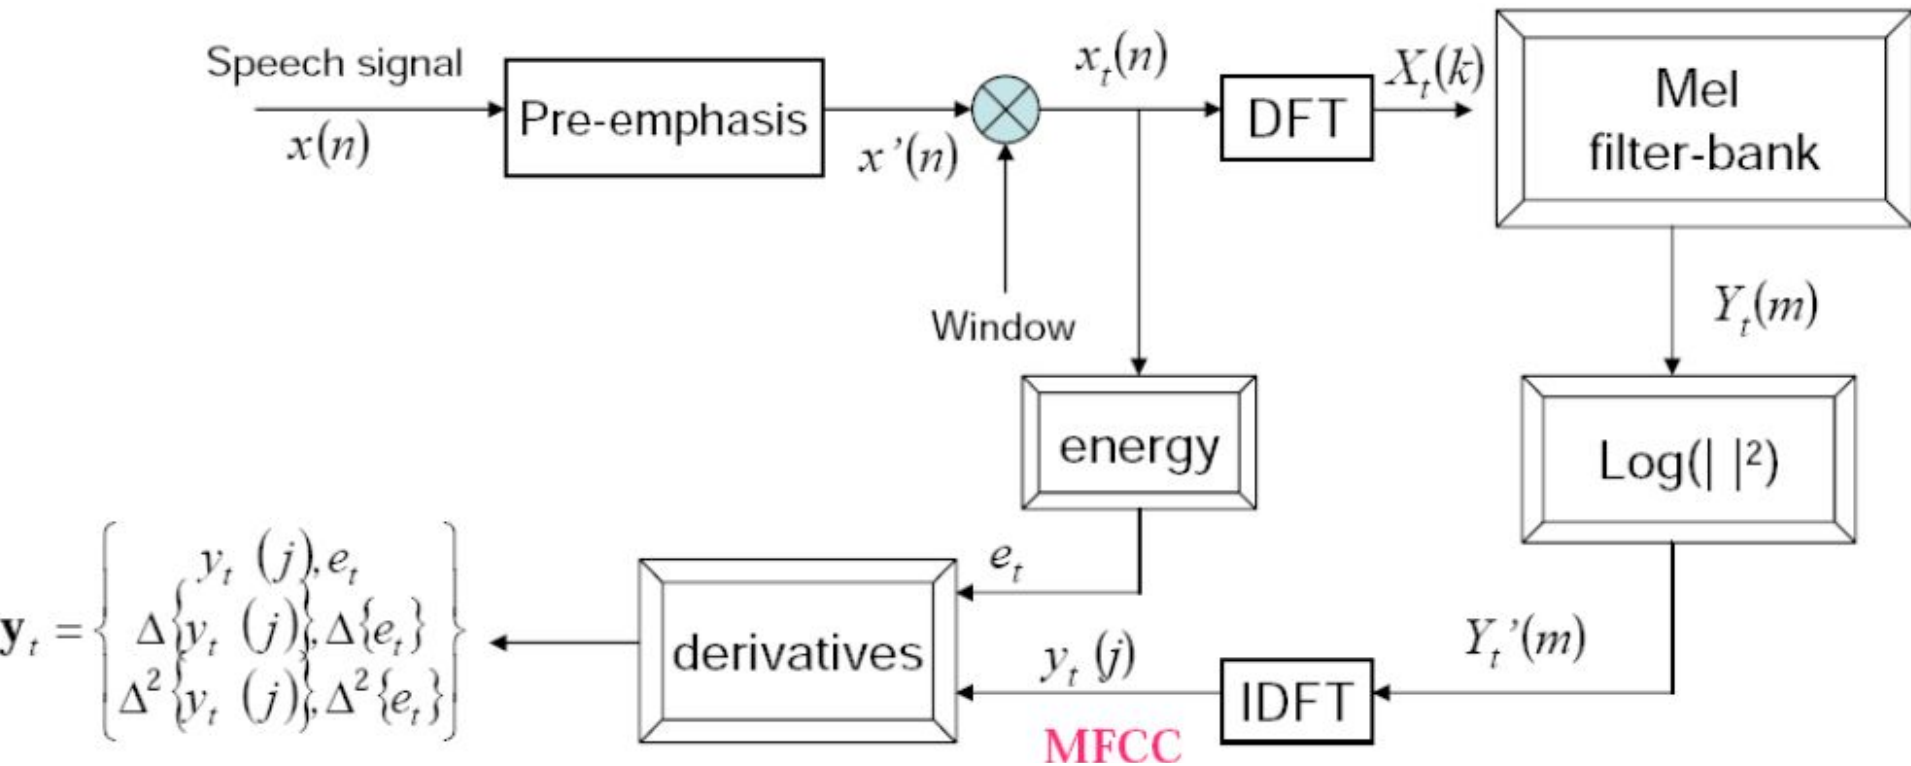 Speech signal
x(n)
Pre-emphasis
x'(n)
Window
x_t(n)
DFT
X_t(k)
Mel
filter-bank
Y_t(m)
Log(| |²)
Y_t'(m)
IDFT
y_t (j)
MFCC
energy
e_t
derivatives
y_t = { y_t (j), e_t
Δ{y_t (j)}, Δ{e_t}
Δ²{y_t (j)}, Δ²{e_t} }